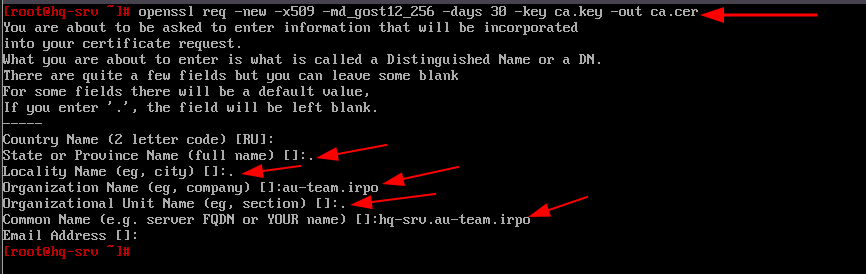 [root@hq-srv ~]# openssl req -new -x509 -md_gost12_256 -days 30 -key ca.key -out ca.cer
You are about to be asked to enter information that will be incorporated
into your certificate request.
What you are about to enter is what is called a Distinguished Name or a DN.
There are quite a few fields but you can leave some blank
For some fields there will be a default value,
If you enter '.', the field will be left blank.
-----
Country Name (2 letter code) [RU]:
State or Province Name (full name) []:.
Locality Name (eg, city) []:.
Organization Name (eg, company) []:au-team.irpo
Organizational Unit Name (eg, section) []:.
Common Name (e.g. server FQDN or YOUR name) []:hq-srv.au-team.irpo
Email Address []:
[root@hq-srv ~]#